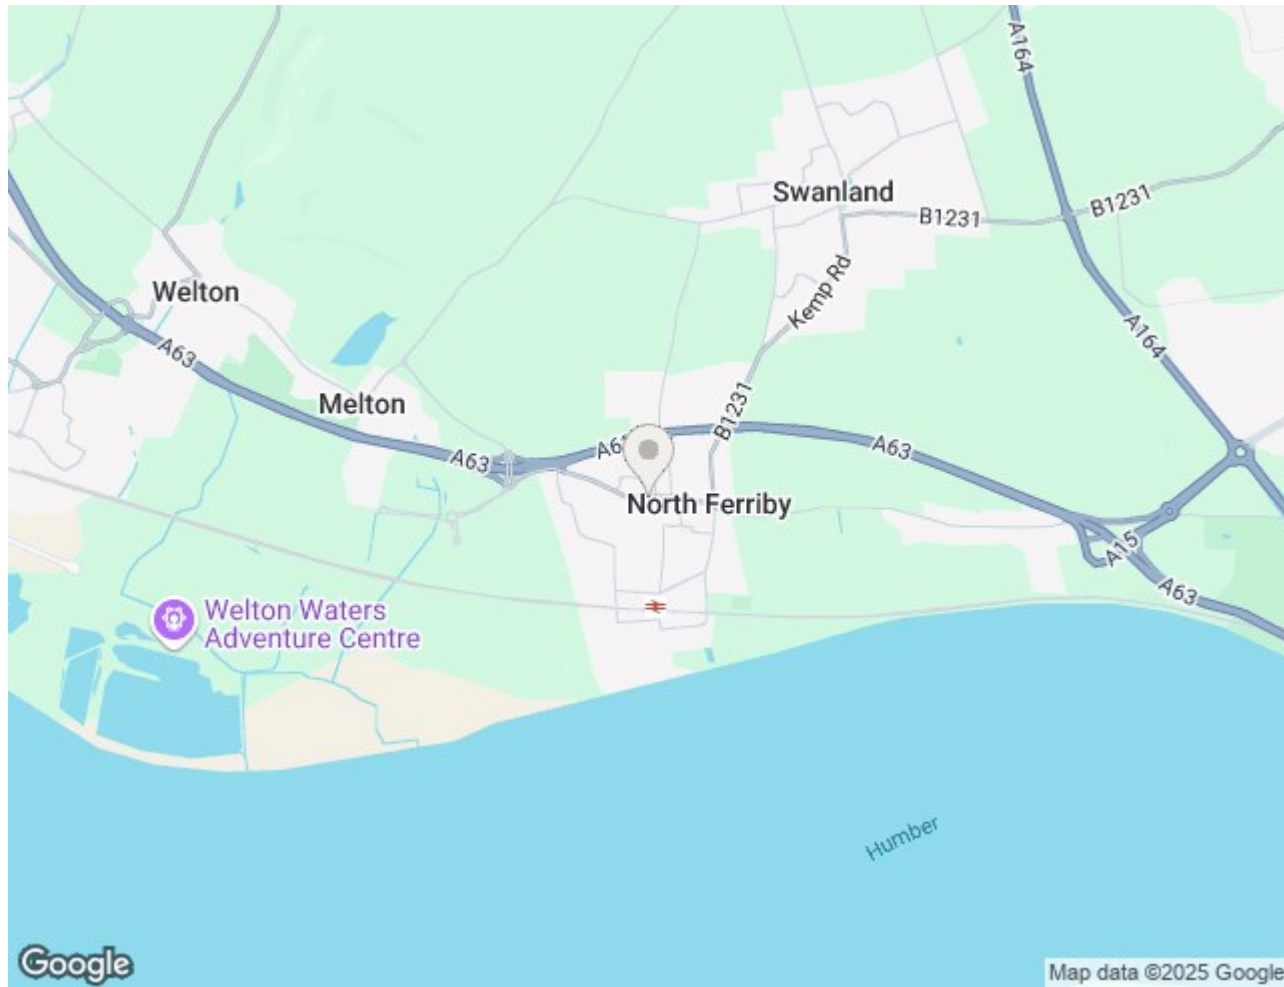 A164
Swanland
B1231
B1231
Kemp Rd
Welton
A63
A164
Melton
B1231
A63
A63
North Ferriby
A15
A63
Welton Waters
Adventure Centre
Humber
Google
Map data ©2025 Google